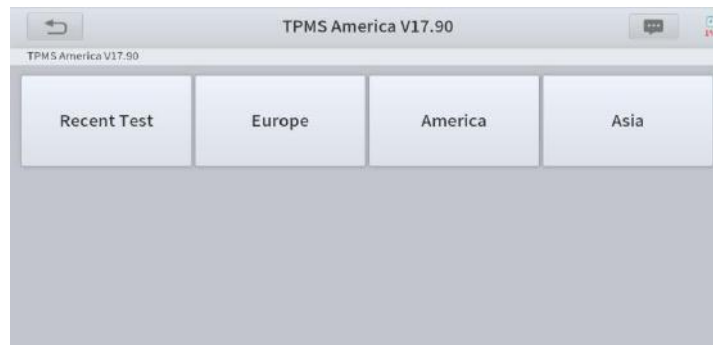 TPMS America V17.90
TPMS America V17.90
Recent Test
Europe
America
Asia